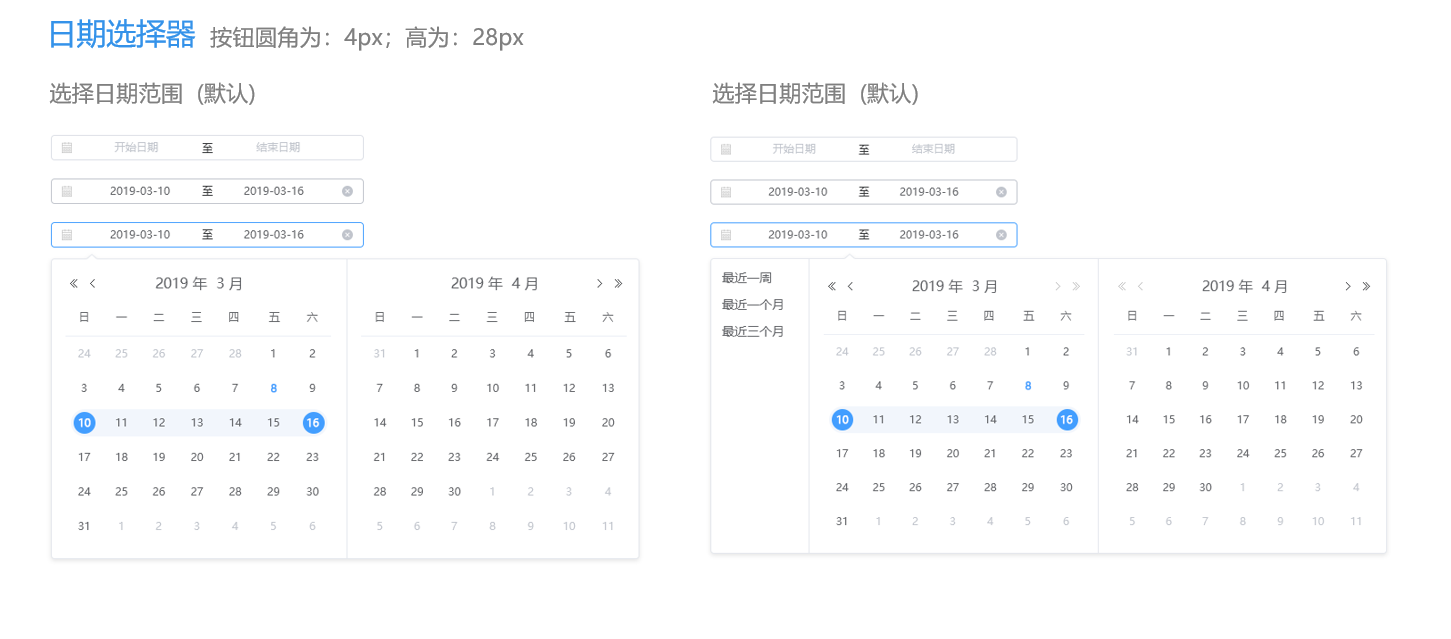 日期选择器 按钮圆角为：4px；高为：28px
选择日期范围 (默认)
开始日期 至 结束日期
2019-03-10 至 2019-03-16
2019-03-10 至 2019-03-16
2019 年 3 月
日 一 二 三 四 五 六
24 25 26 27 28 1 2
3 4 5 6 7 8 9
10 11 12 13 14 15 16
17 18 19 20 21 22 23
24 25 26 27 28 29 30
31 1 2 3 4 5 6
2019 年 4 月
日 一 二 三 四 五 六
31 1 2 3 4 5 6
7 8 9 10 11 12 13
14 15 16 17 18 19 20
21 22 23 24 25 26 27
28 29 30 1 2 3 4
5 6 7 8 9 10 11
选择日期范围 (默认)
开始日期 至 结束日期
2019-03-10 至 2019-03-16
2019-03-10 至 2019-03-16
最近一周
最近一个月
最近三个月
2019 年 3 月
日 一 二 三 四 五 六
24 25 26 27 28 1 2
3 4 5 6 7 8 9
10 11 12 13 14 15 16
17 18 19 20 21 22 23
24 25 26 27 28 29 30
31 1 2 3 4 5 6
2019 年 4 月
日 一 二 三 四 五 六
31 1 2 3 4 5 6
7 8 9 10 11 12 13
14 15 16 17 18 19 20
21 22 23 24 25 26 27
28 29 30 1 2 3 4
5 6 7 8 9 10 11